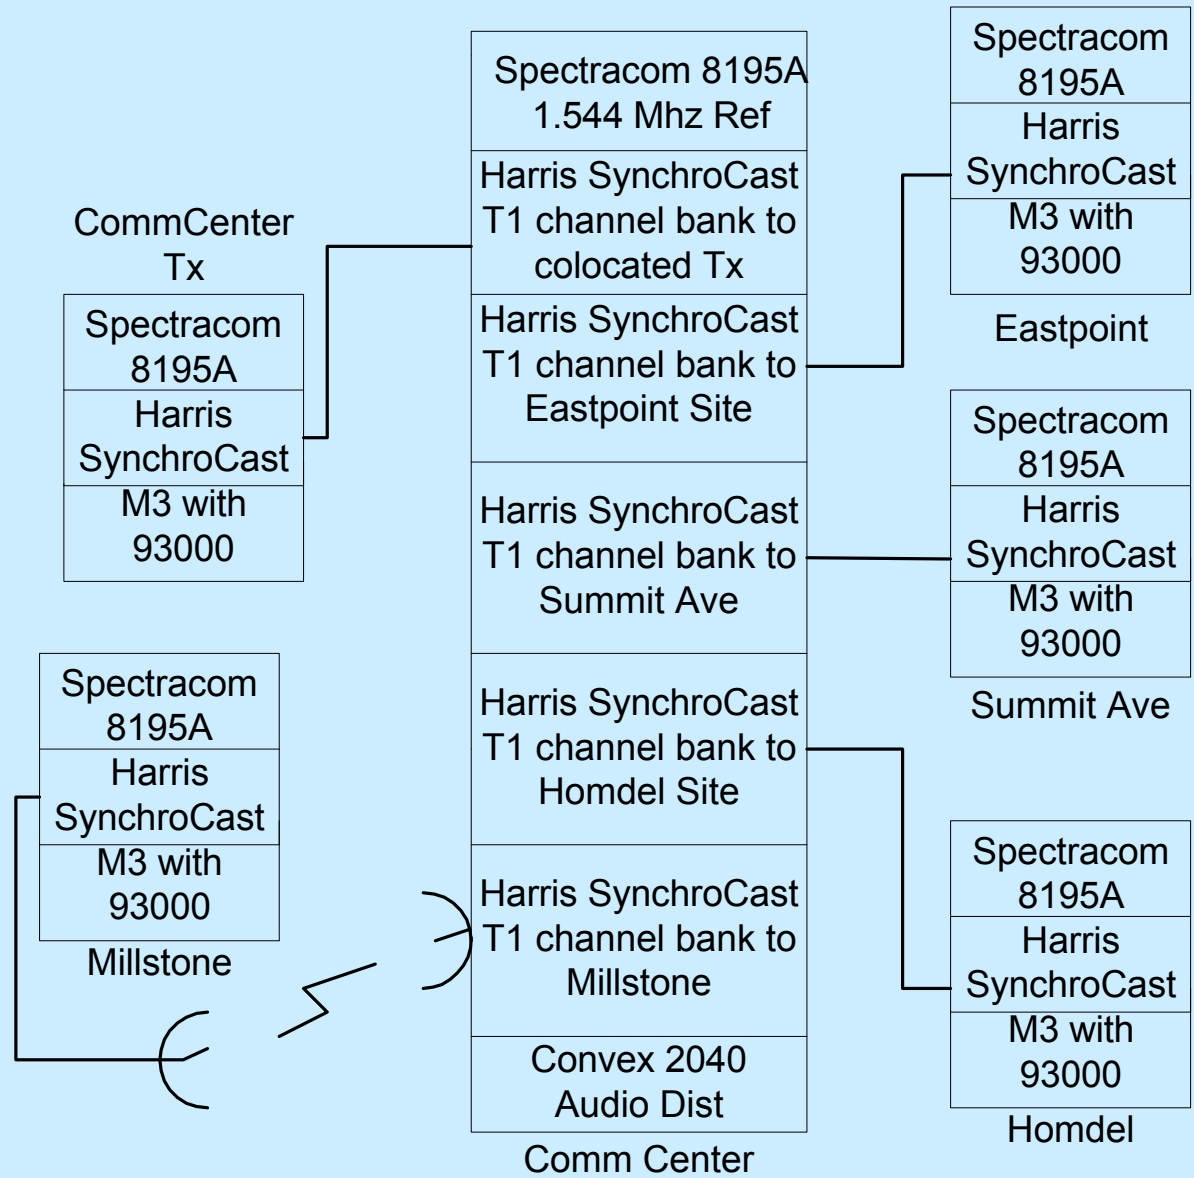 CommCenter
Tx
Spectracom
8195A
Harris
SynchroCast
M3 with
93000
Spectracom
8195A
Harris
SynchroCast
M3 with
93000
Millstone
Spectracom 8195A
1.544 Mhz Ref
Harris SynchroCast
T1 channel bank to
colocated Tx
Harris SynchroCast
T1 channel bank to
Eastpoint Site
Harris SynchroCast
T1 channel bank to
Summit Ave
Harris SynchroCast
T1 channel bank to
Homdel Site
Harris SynchroCast
T1 channel bank to
Millstone
Convex 2040
Audio Dist
Comm Center
Spectracom
8195A
Harris
SynchroCast
M3 with
93000
Eastpoint
Spectracom
8195A
Harris
SynchroCast
M3 with
93000
Summit Ave
Spectracom
8195A
Harris
SynchroCast
M3 with
93000
Homdel